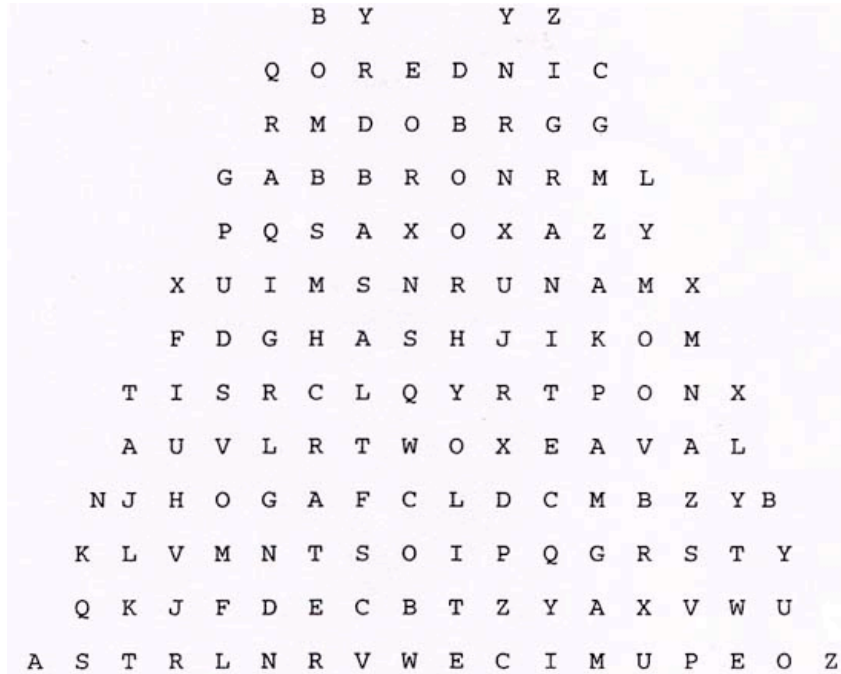 B Y Y Z
Q O R E D N I C
R M D O B R G G
G A B B R O N R M L
P Q S A X O X A Z Y
X U I M S N R U N A M X
F D G H A S H J I K O M
T I S R C L Q Y R T P O N X
A U V L R T W O X E A V A L
N J H O G A F C L D C M B Z Y B
K L V M N T S O I P Q G R S T Y
Q K J F D E C B T Z Y A X V W U
A S T R L N R V W E C I M U P E O Z